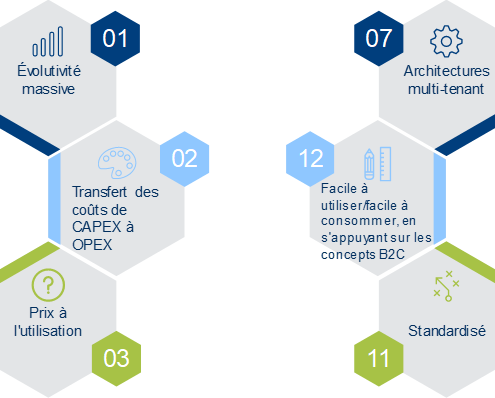 01
Évolutivité
massive
02
Transfert des
coûts de
CAPEX à
OPEX
Prix à
l'utilisation
03
07
Architectures
multi-tenant
12
Facile à
utiliser/facile à
consommer, en
s'appuyant sur les
concepts B2C
Standardisé
11